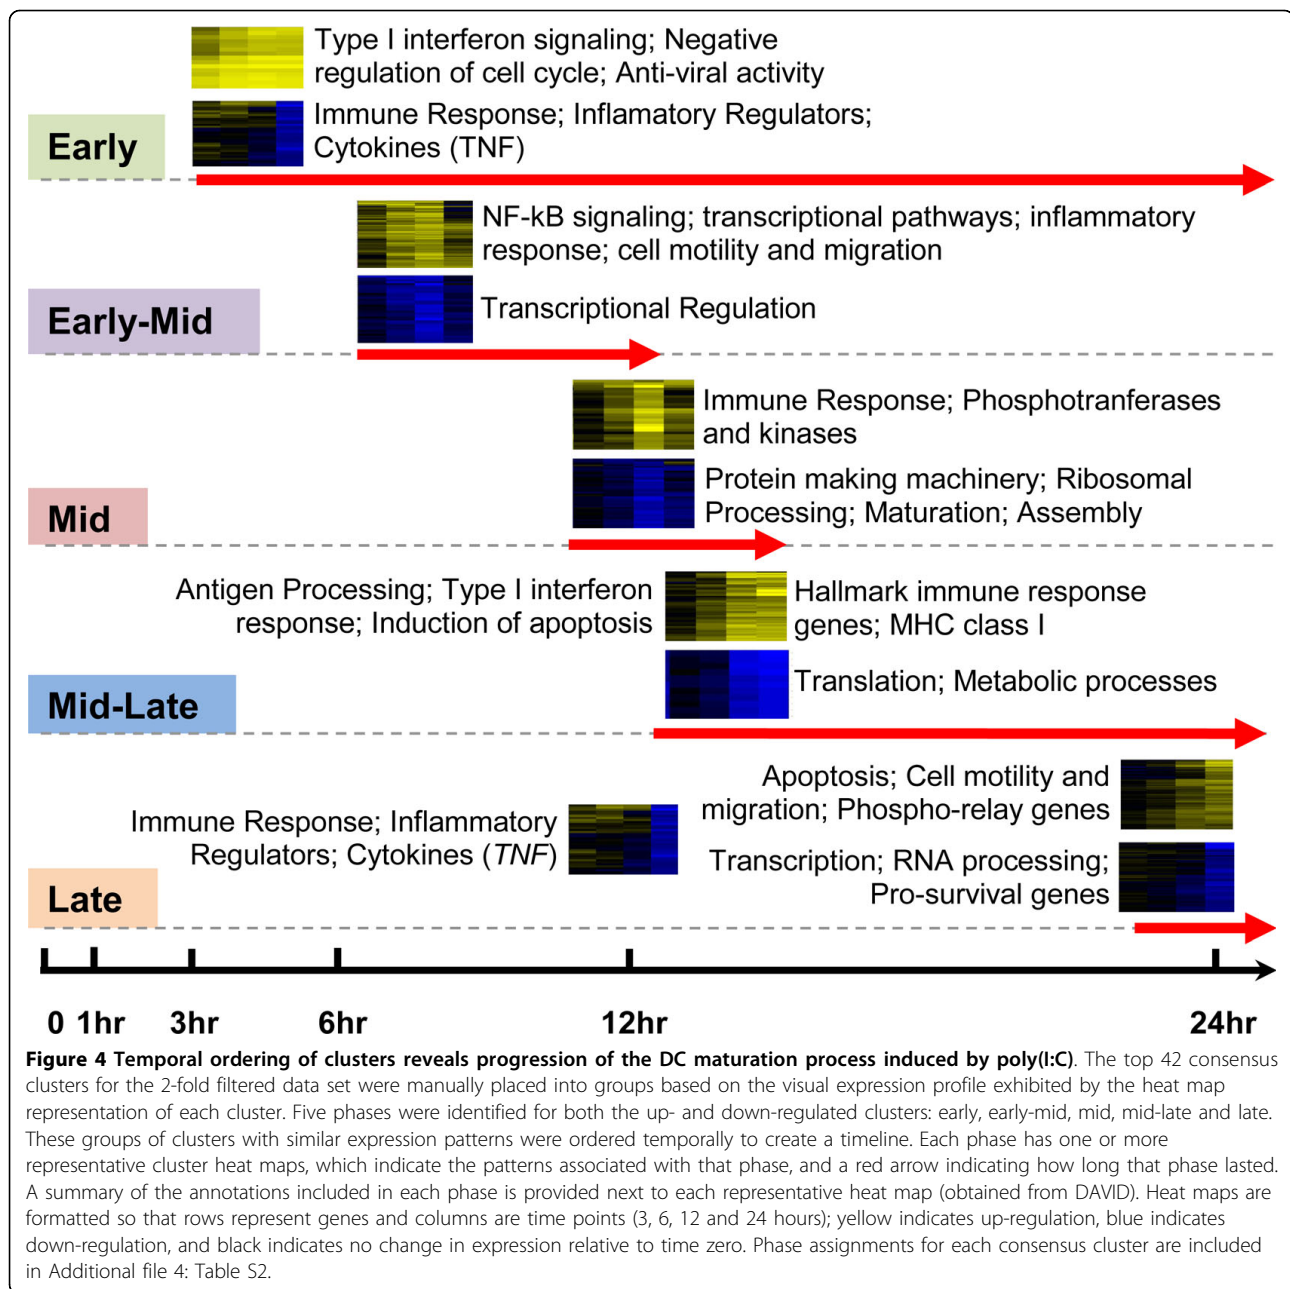 Type I interferon signaling; Negative
regulation of cell cycle; Anti-viral activity
Immune Response; Inflamatory Regulators;
Cytokines (TNF)
Early
NF-kB signaling; transcriptional pathways; inflammatory
response; cell motility and migration
Transcriptional Regulation
Early-Mid
Immune Response; Phosphotranferases
and kinases
Protein making machinery; Ribosomal
Processing; Maturation; Assembly
Mid
Antigen Processing; Type I interferon
response; Induction of apoptosis
Hallmark immune response
genes; MHC class I
Translation; Metabolic processes
Mid-Late
Apoptosis; Cell motility and
migration; Phospho-relay genes
Immune Response; Inflammatory
Regulators; Cytokines (TNF)
Transcription; RNA processing;
Pro-survival genes
Late
0 1hr 3hr 6hr 12hr 24hr
Figure 4 Temporal ordering of clusters reveals progression of the DC maturation process induced by poly(I:C). The top 42 consensus
clusters for the 2-fold filtered data set were manually placed into groups based on the visual expression profile exhibited by the heat map
representation of each cluster. Five phases were identified for both the up- and down-regulated clusters: early, early-mid, mid, mid-late and late.
These groups of clusters with similar expression patterns were ordered temporally to create a timeline. Each phase has one or more
representative cluster heat maps, which indicate the patterns associated with that phase, and a red arrow indicating how long that phase lasted.
A summary of the annotations included in each phase is provided next to each representative heat map (obtained from DAVID). Heat maps are
formatted so that rows represent genes and columns are time points (3, 6, 12 and 24 hours); yellow indicates up-regulation, blue indicates
down-regulation, and black indicates no change in expression relative to time zero. Phase assignments for each consensus cluster are included
in Additional file 4: Table S2.